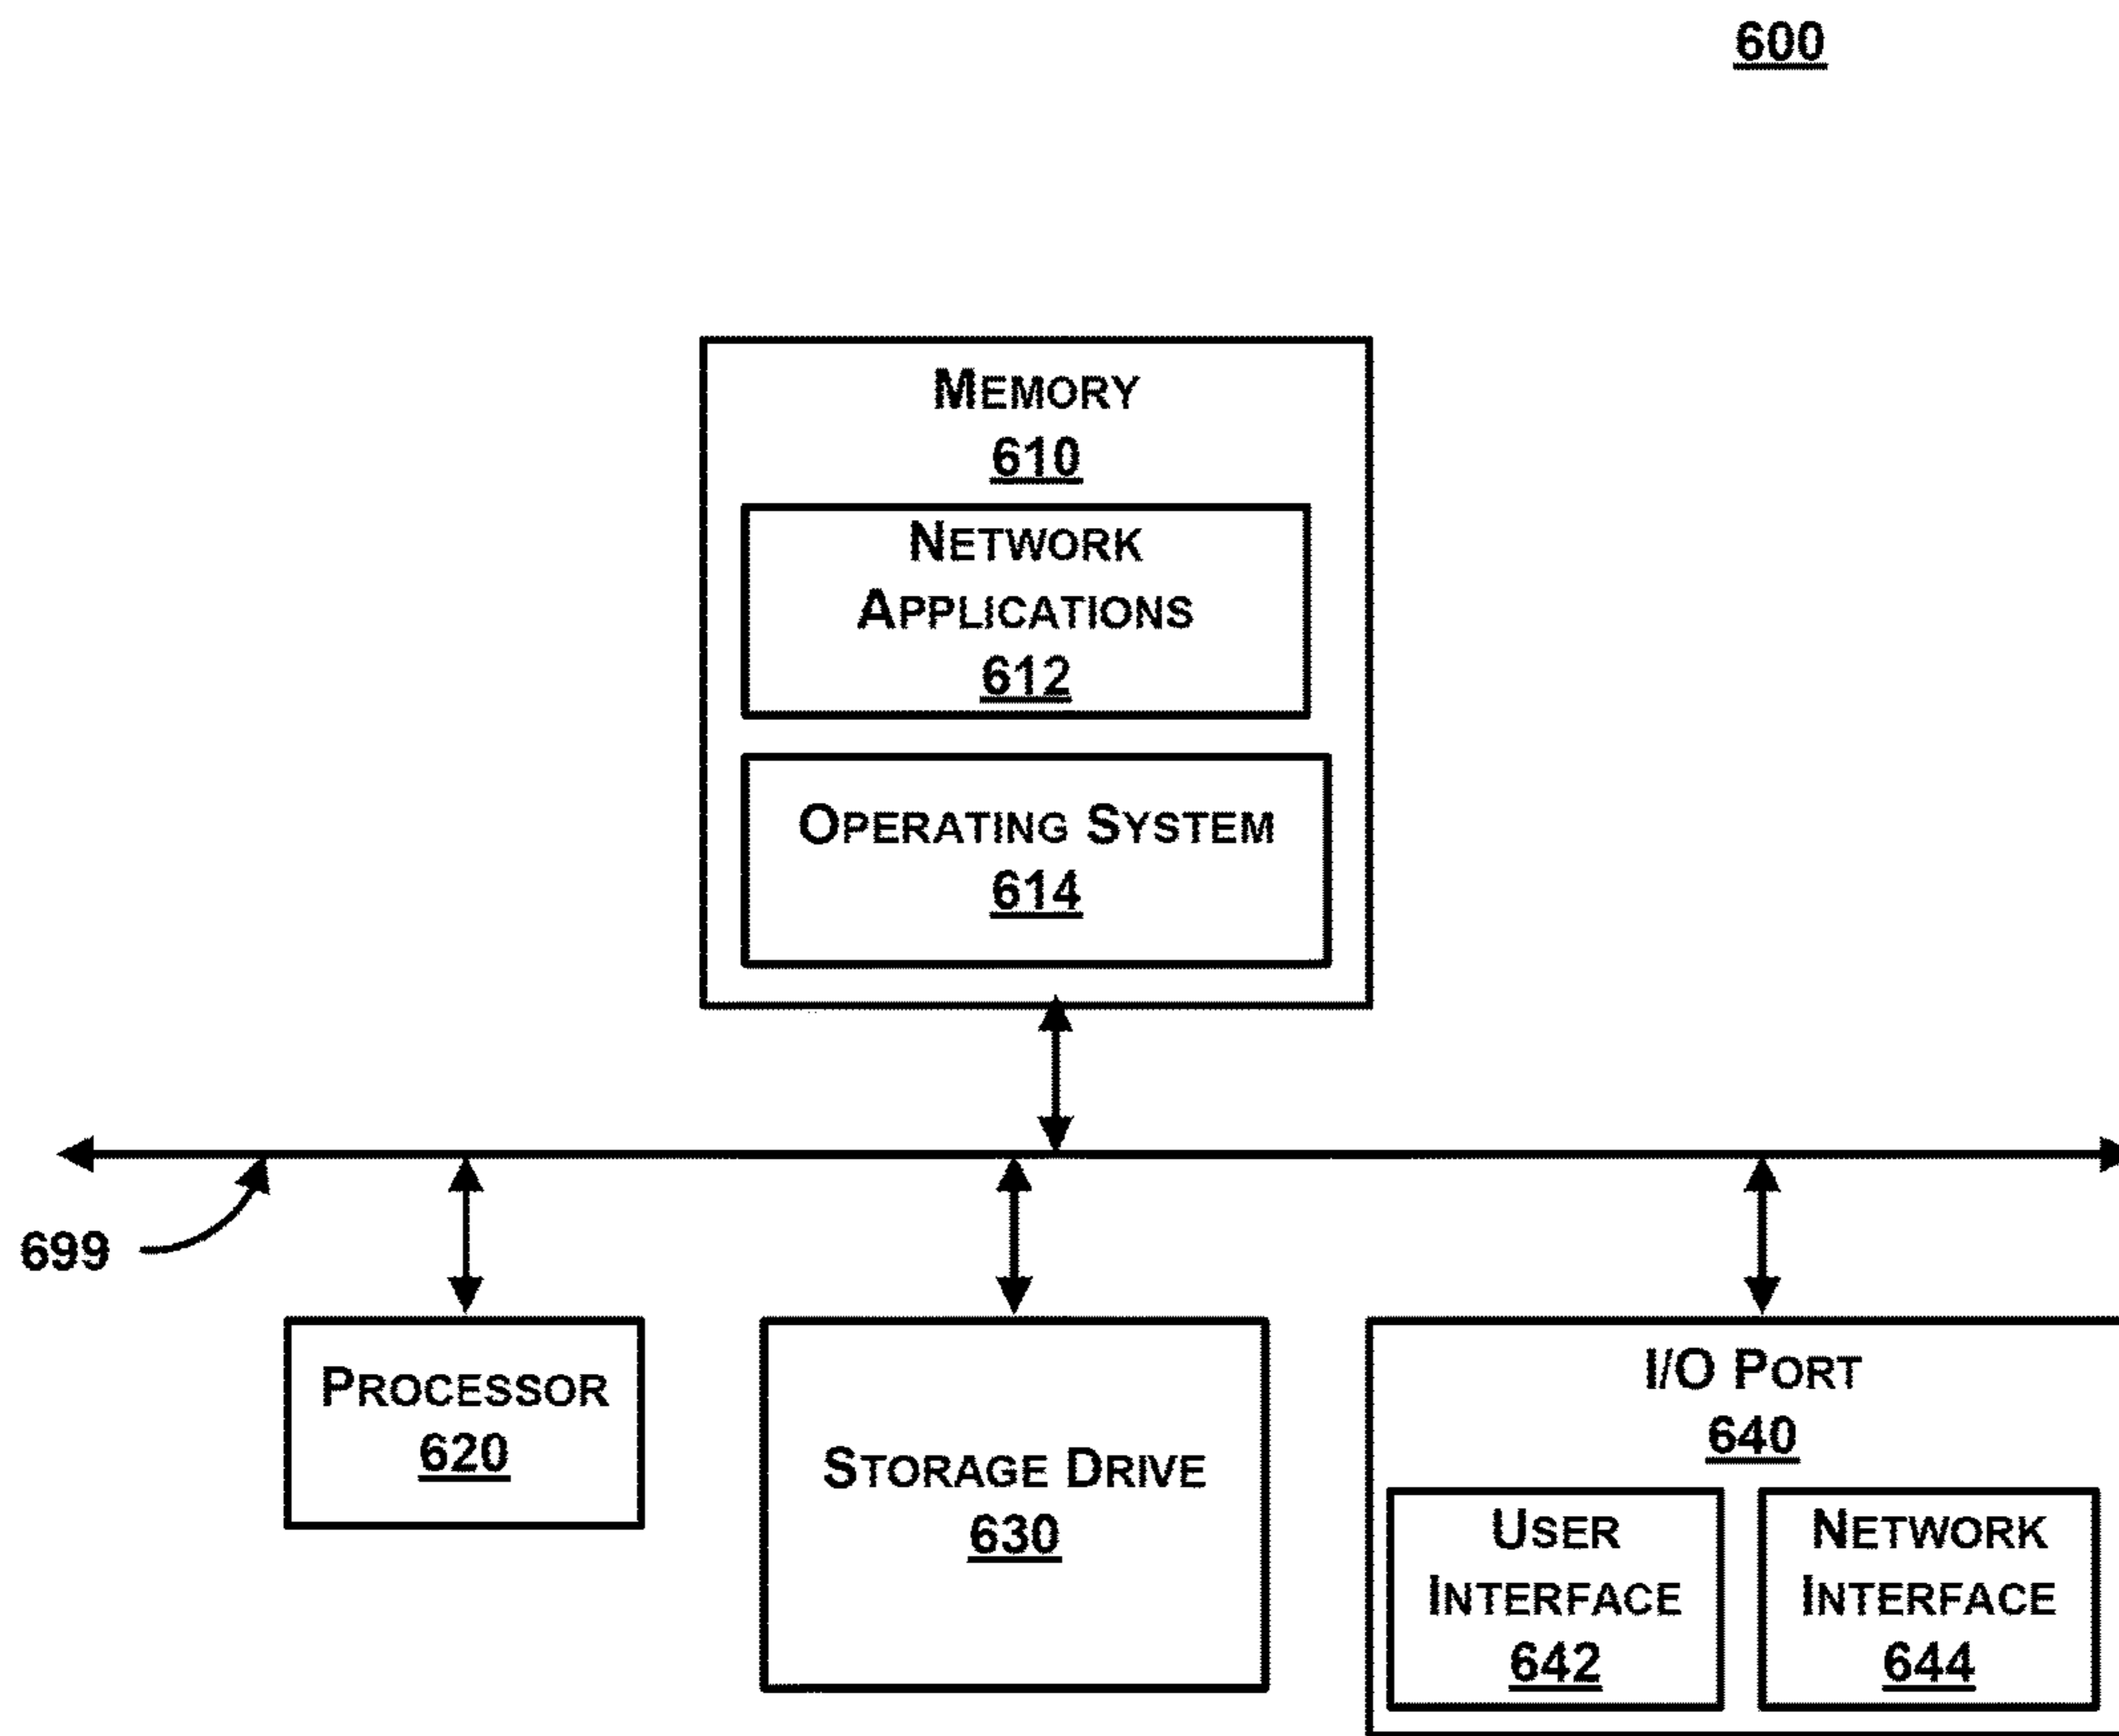 600
MEMORY
610
NETWORK
APPLICATIONS
612
OPERATING SYSTEM
614
699
PROCESSOR
620
STORAGE DRIVE
630
I/O PORT
640
USER
INTERFACE
642
NETWORK
INTERFACE
644